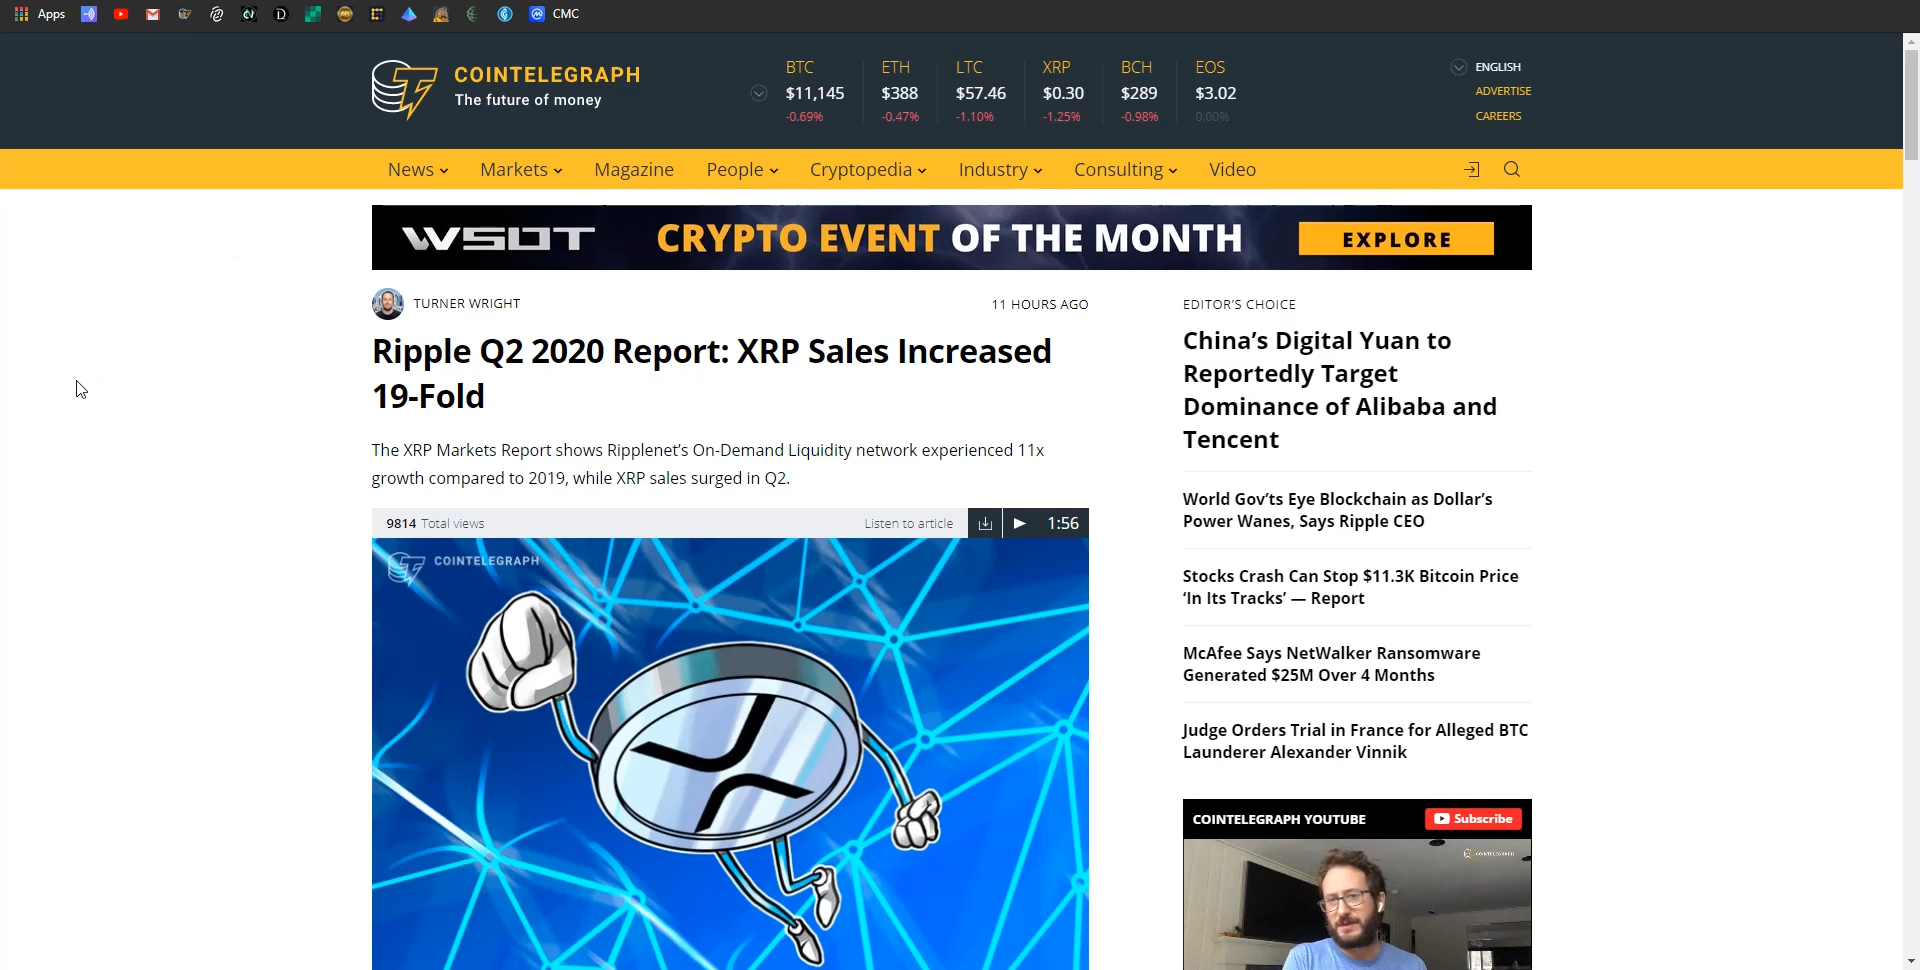 Apps
CMC
COINTELEGRAPH
The future of money
BTC ETH LTC XRP BCH EOS
$11,145 $388 $57.46 $0.30 $289 $3.02
-0.69% -0.47% -1.10% -1.25% -0.98% 0.00%
ENGLISH
ADVERTISE
CAREERS
News Markets Magazine People Cryptopedia Industry Consulting Video
WSOT CRYPTO EVENT OF THE MONTH EXPLORE
TURNER WRIGHT
11 HOURS AGO
Ripple Q2 2020 Report: XRP Sales Increased
19-Fold
The XRP Markets Report shows Ripplenet's On-Demand Liquidity network experienced 11x
growth compared to 2019, while XRP sales surged in Q2.
9814 Total views
Listen to article
1:56
COINTELEGRAPH
EDITOR'S CHOICE
China's Digital Yuan to
Reportedly Target
Dominance of Alibaba and
Tencent
World Gov'ts Eye Blockchain as Dollar's
Power Wanes, Says Ripple CEO
Stocks Crash Can Stop $11.3K Bitcoin Price
'In Its Tracks' — Report
McAfee Says NetWalker Ransomware
Generated $25M Over 4 Months
Judge Orders Trial in France for Alleged BTC
Launderer Alexander Vinnik
COINTELEGRAPH YOUTUBE
Subscribe
COINTELEGRAPH